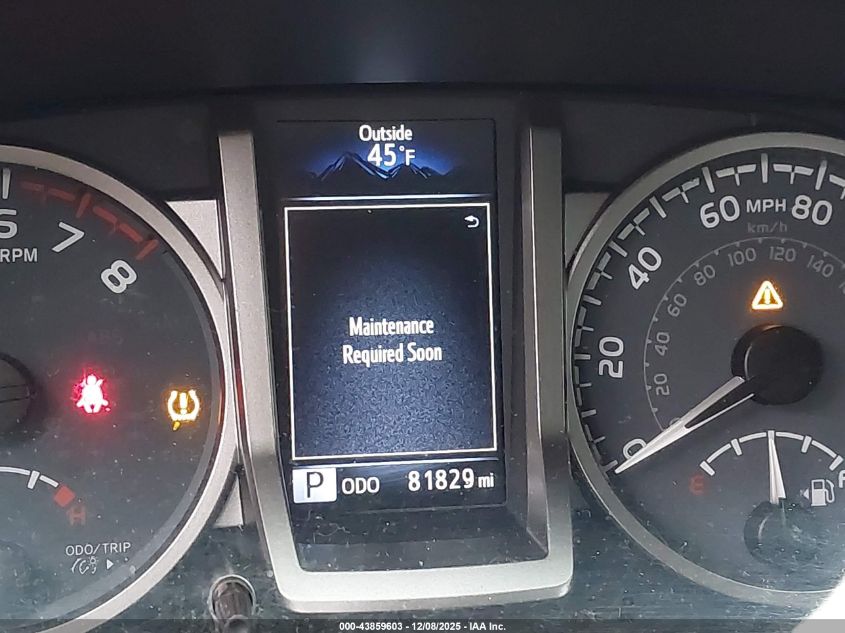 Outside
45°F
Maintenance
Required Soon
P ODO 81829 mi
6 7 8
RPM
H
ODO/TRIP
0 20 40 60 MPH 80
km/h
20 40 60 80 100 120 140
E F
000-43859603 - 12/08/2025 - IAA Inc.